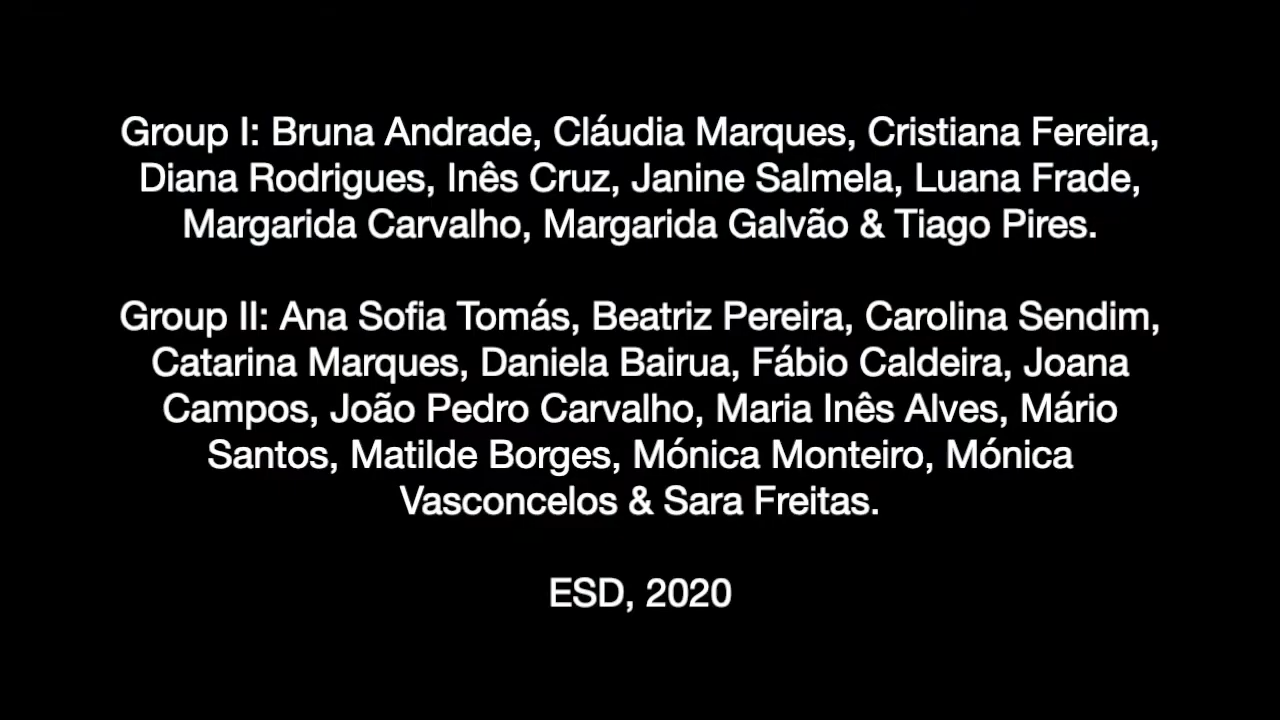 Group I: Bruna Andrade, Cláudia Marques, Cristiana Fereira,
Diana Rodrigues, Inês Cruz, Janine Salmela, Luana Frade,
Margarida Carvalho, Margarida Galvão & Tiago Pires.
Group II: Ana Sofia Tomás, Beatriz Pereira, Carolina Sendim,
Catarina Marques, Daniela Bairua, Fábio Caldeira, Joana
Campos, João Pedro Carvalho, Maria Inês Alves, Mário
Santos, Matilde Borges, Mónica Monteiro, Mónica
Vasconcelos & Sara Freitas.
ESD, 2020